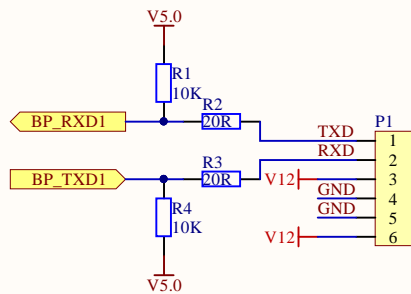 V5.0
R1
10K
R2
BP_RXD1
20R
P1
TXD
1
RXD
2
R3
BP_TXD1
20R
V12
3
GND
4
GND
5
R4
10K
V12
6
V5.0